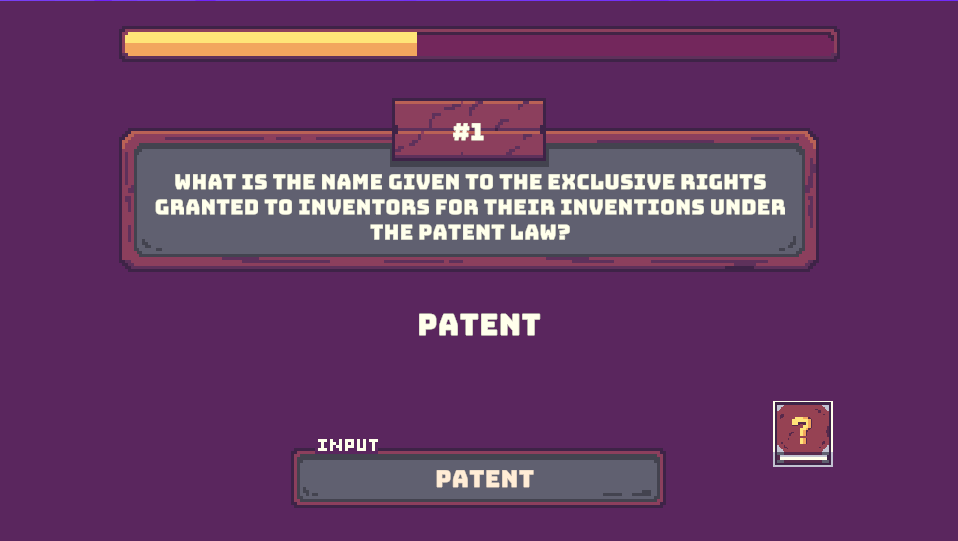 #1
WHAT IS THE NAME GIVEN TO THE EXCLUSIVE RIGHTS
GRANTED TO INVENTORS FOR THEIR INVENTIONS UNDER
THE PATENT LAW?
PATENT
?
INPUT
PATENT